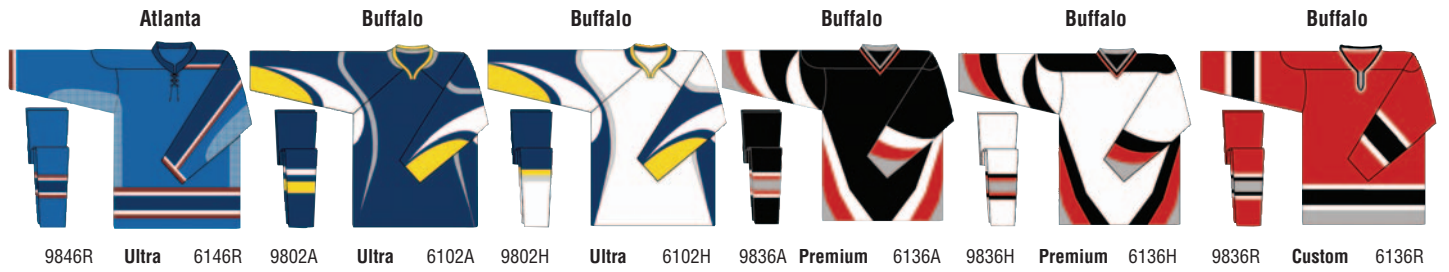 Atlanta Buffalo Buffalo Buffalo Buffalo Buffalo
9846R Ultra 6146R 9802A Ultra 6102A 9802H Ultra 6102H 9836A Premium 6136A 9836H Premium 6136H 9836R Custom 6136R